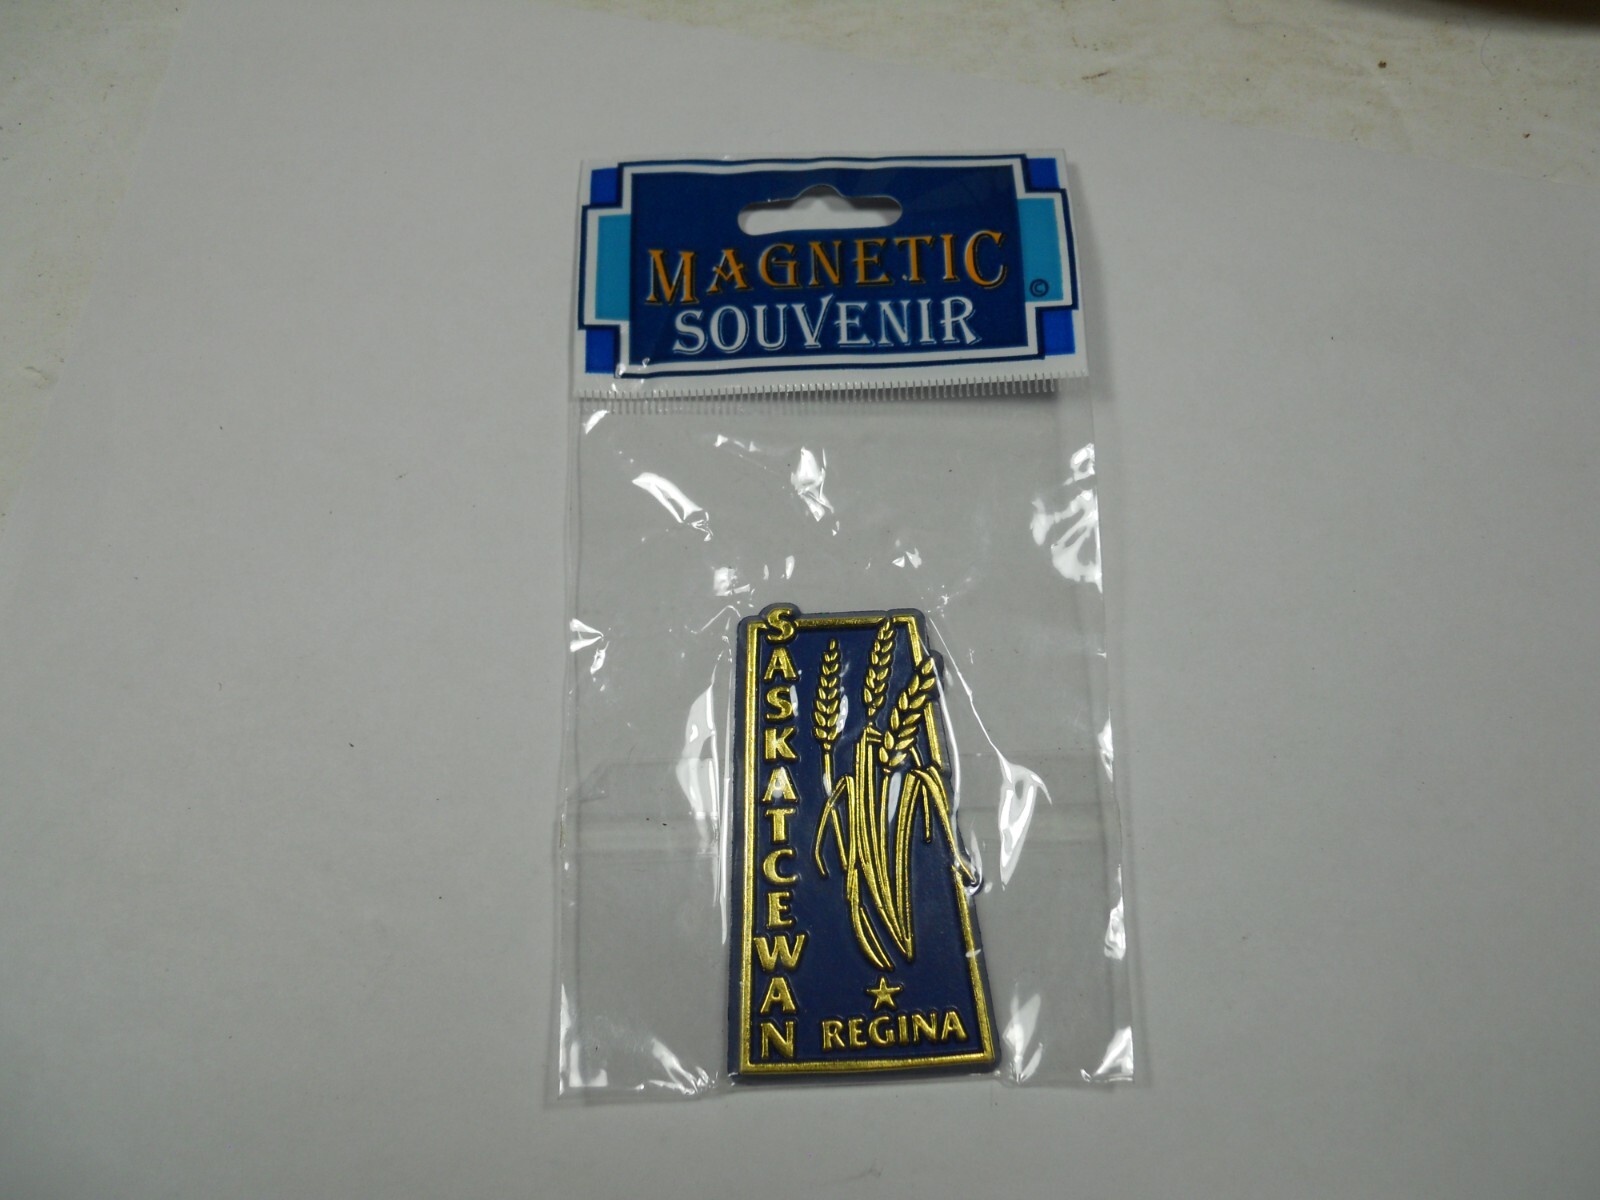 MAGNETIC
SOUVENIR
©
SASKATCEWAN
REGINA